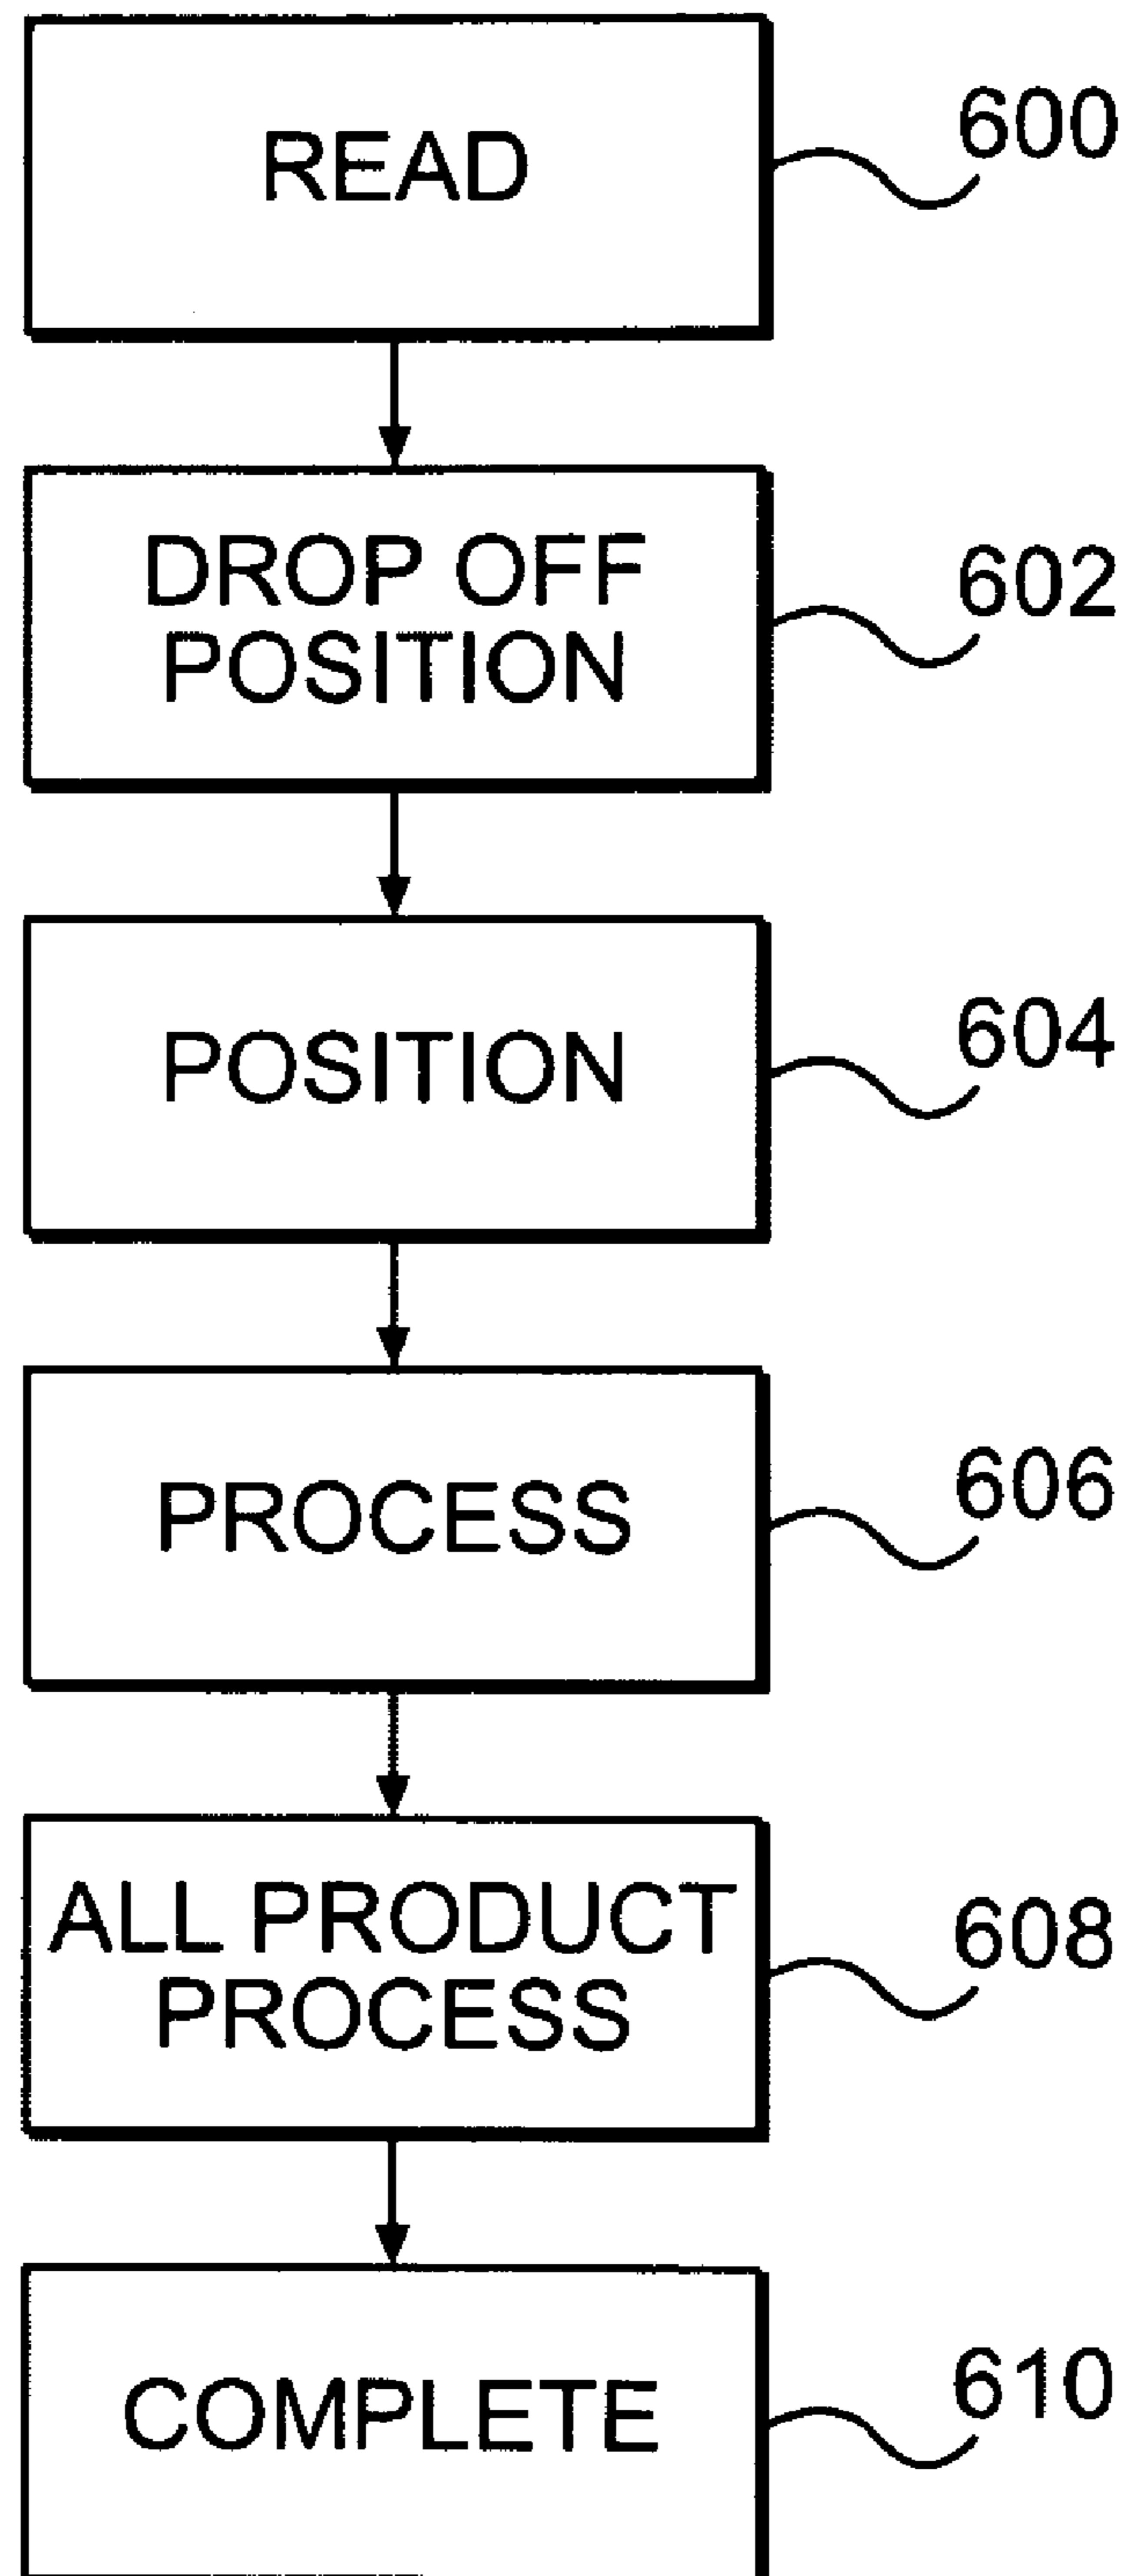 READ
600
DROP OFF
POSITION
602
POSITION
604
PROCESS
606
ALL PRODUCT
PROCESS
608
COMPLETE
610